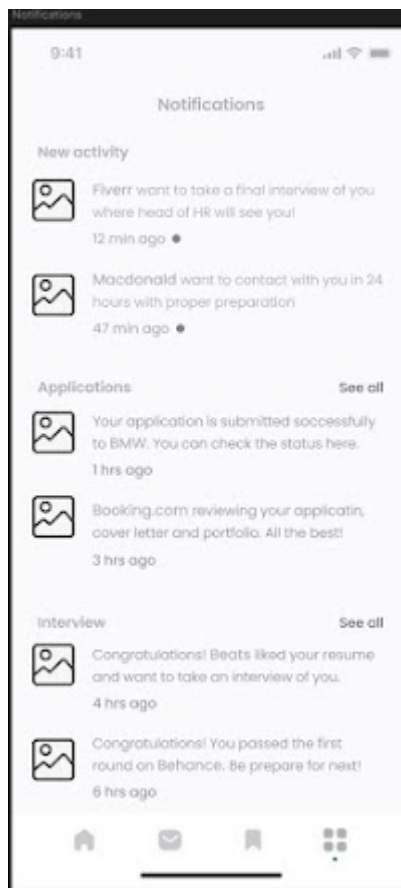 Notifications
9:41
Notifications
New activity
Fiverr want to take a final interview of you
where head of HR will see you!
12 min ago
Macdonald want to contact with you in 24
hours with proper preparation
47 min ago
Applications See all
Your application is submitted soccessfully
to BMW. You can check the status here.
1 hrs ago
Booking.com reviewing your applicatin,
cover letter and portfolio. All the best!
3 hrs ago
Interview See all
Congratulations! Beats liked your resume
and want to take an interview of you.
4 hrs ago
Congratulations! You passed the first
round on Behance. Be prepare for next!
6 hrs ago